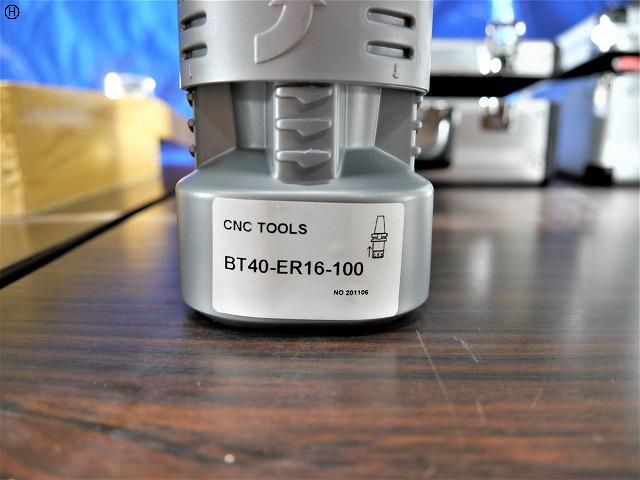 H
CNC TOOLS
BT40-ER16-100
NO 201106